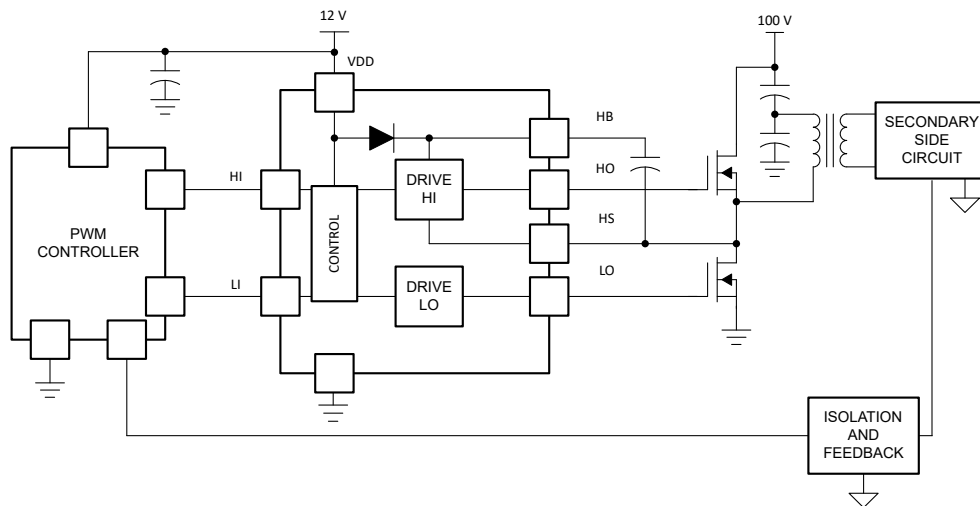 12 V
100 V
VDD
HB
SECONDARY
SIDE
CIRCUIT
HI
DRIVE
HI
HO
PWM
CONTROLLER
CONTROL
HS
LI
DRIVE
LO
LO
ISOLATION
AND
FEEDBACK